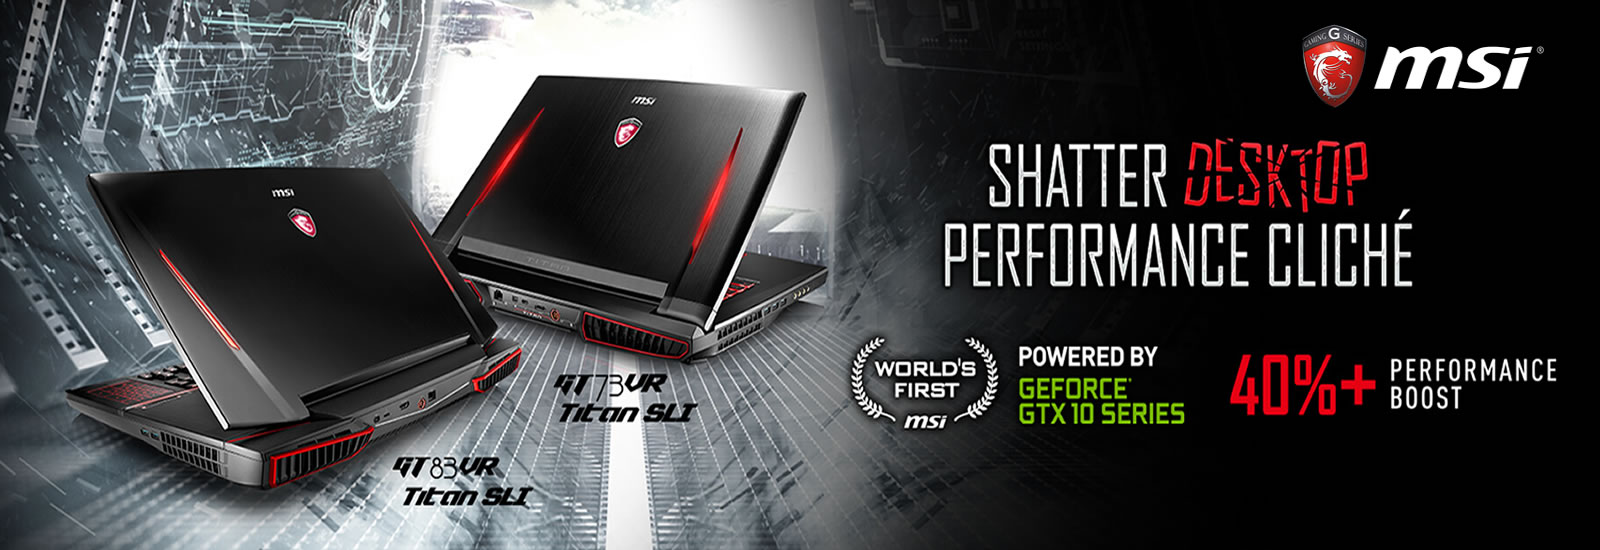 GAMING G SERIES
msi
SHATTER DESKTOP
PERFORMANCE CLICHÉ
WORLD'S
FIRST
msi
POWERED BY
GEFORCE®
GTX 10 SERIES
40%+ PERFORMANCE
BOOST
msi
TITAN
GT73VR
Titan SLI
msi
GT83VR
Titan SLI